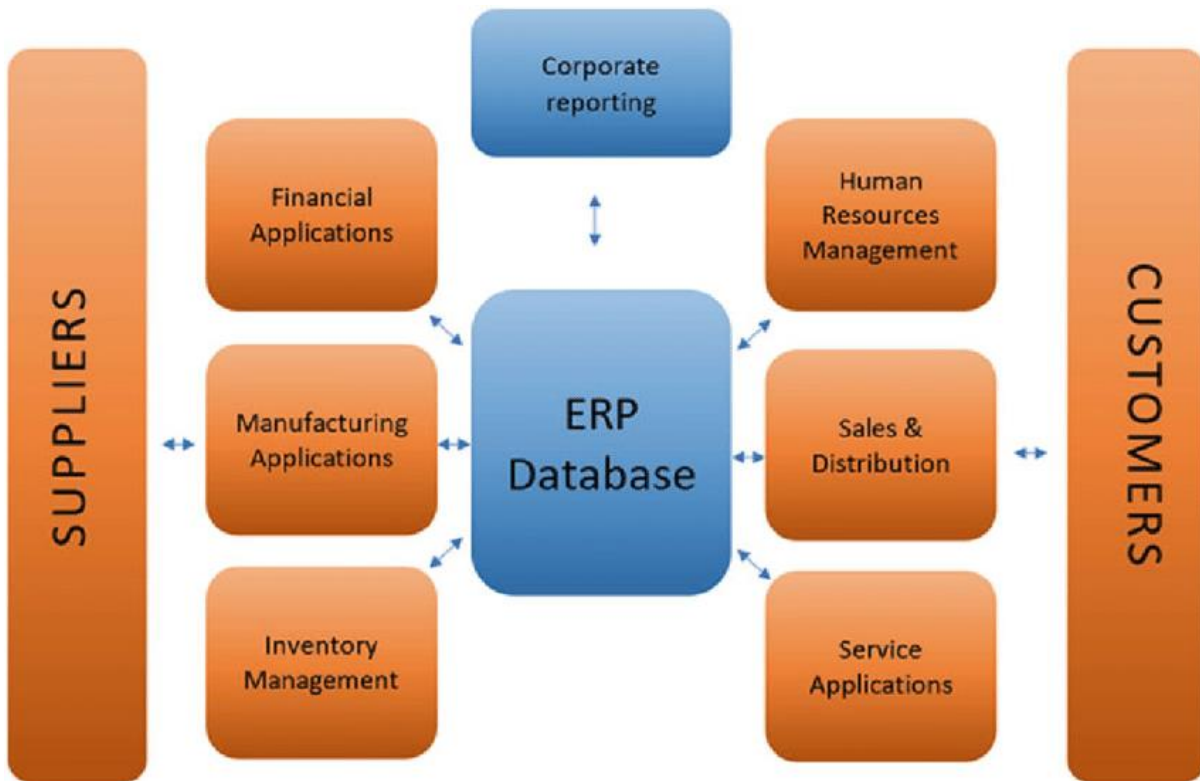 Corporate
reporting
Financial
Applications
Human
Resources
Management
SUPPLIERS
Manufacturing
Applications
ERP
Database
Sales &
Distribution
CUSTOMERS
Inventory
Management
Service
Applications